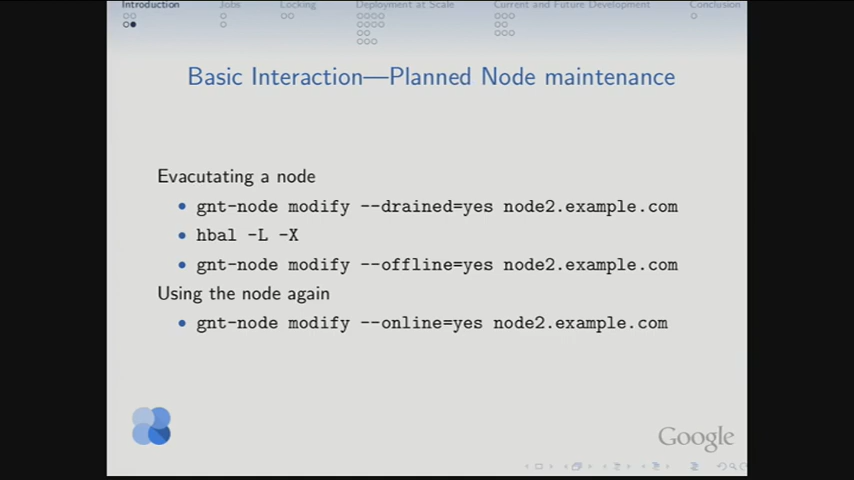 Introduction Jobs Locking Deployment at Scale Current and Future Development Conclusion
Basic Interaction—Planned Node maintenance
Evacutating a node
• gnt-node modify --drained=yes node2.example.com
• hbal -L -X
• gnt-node modify --offline=yes node2.example.com
Using the node again
• gnt-node modify --online=yes node2.example.com
Google